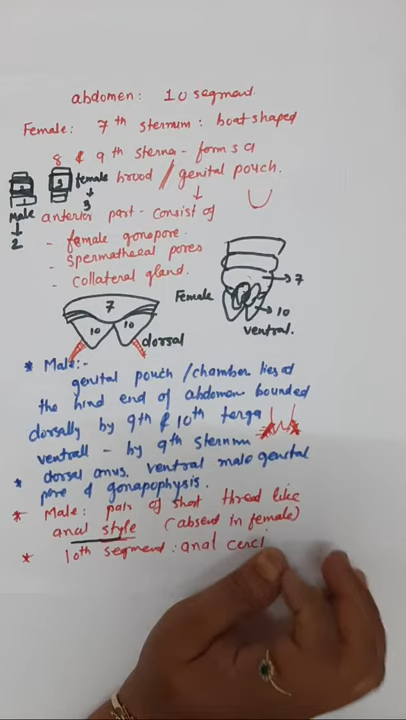 abdomen: 10 segment.
Female: 7th sternum: boat shaped
8 & 9th sterna - forms a
brood / genital pouch.
female
3
Male
2
anterior part - consist of
- female gonopore.
- spermathecal pores
- collateral gland.
Female
7
10
ventral.
7
10 10
dorsal
* Male:-
genital pouch /chamber lies at
the hind end of abdomen bounded
dorsally by 9th & 10th terga
ventrall - by 9th sternum
* dorsal anus. ventral male genital
pore & gonapophysis.
* Male: pair of short thread like
anal style (absent in female)
* 10th segment: anal cerci